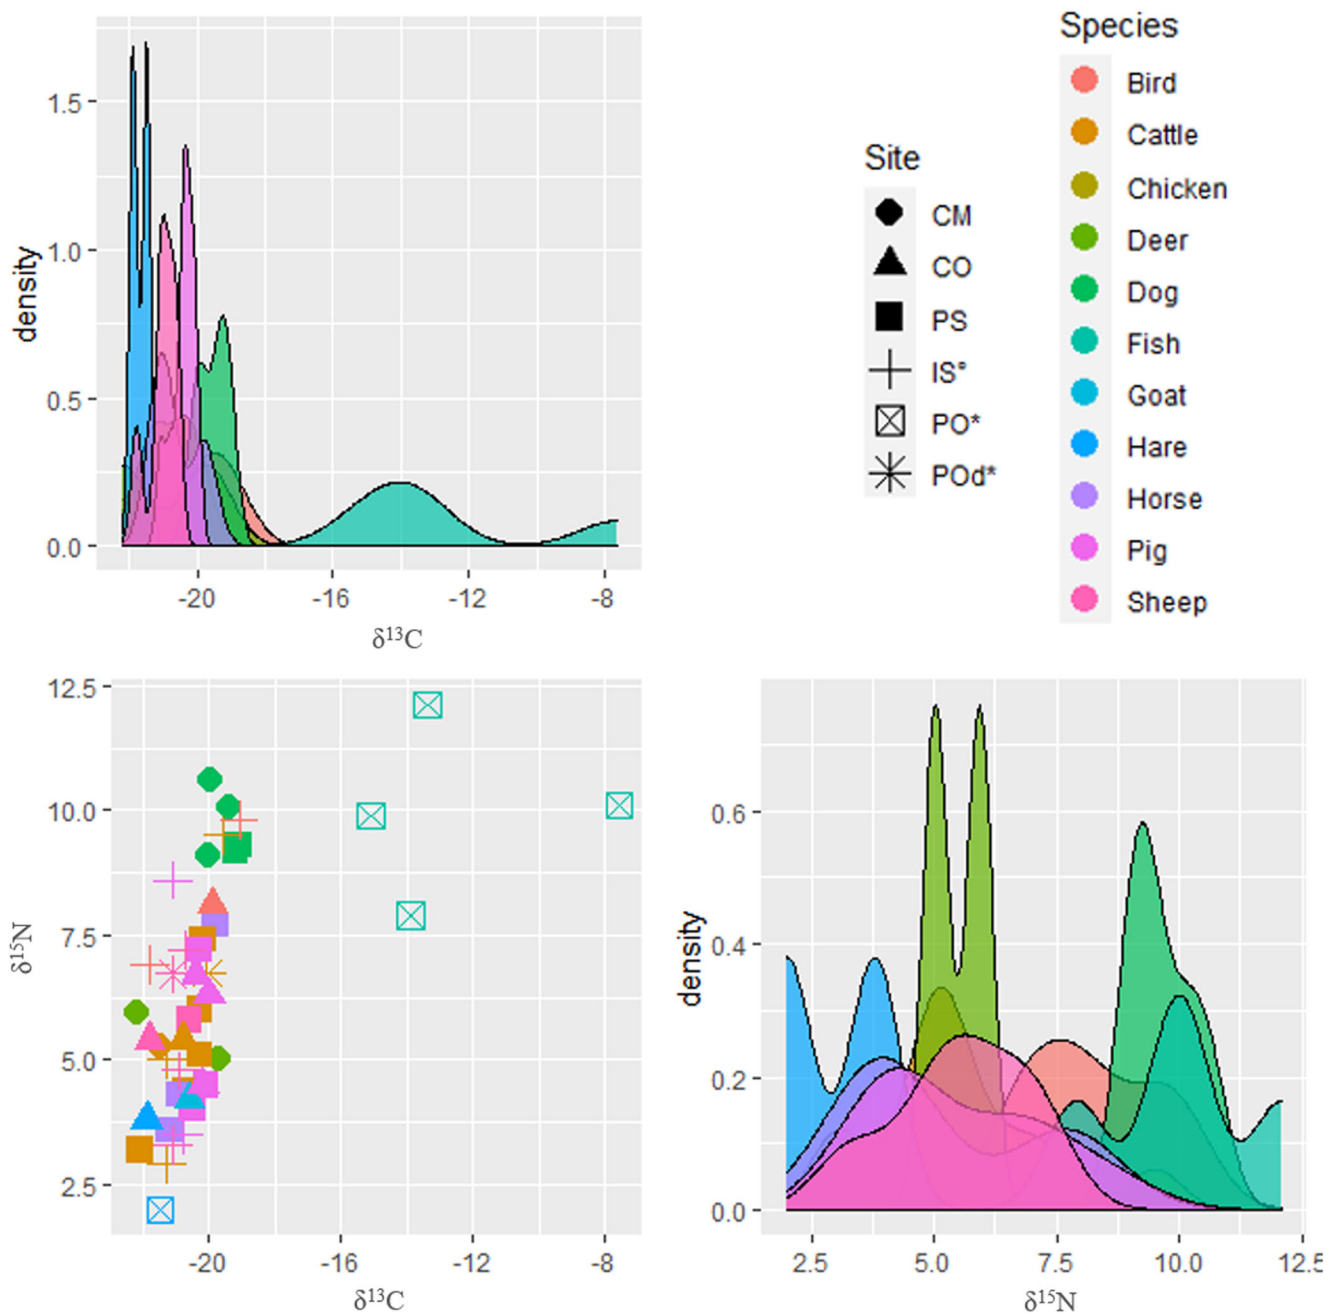 density
1.5
1.0
0.5
0.0
-20
-16
-12
-8
δ¹³C
Site
CM
CO
PS
IS°
PO*
POd*
Species
Bird
Cattle
Chicken
Deer
Dog
Fish
Goat
Hare
Horse
Pig
Sheep
δ¹⁵N
12.5
10.0
7.5
5.0
2.5
-20
-16
-12
-8
δ¹³C
density
0.6
0.4
0.2
0.0
2.5
5.0
7.5
10.0
12.5
δ¹⁵N